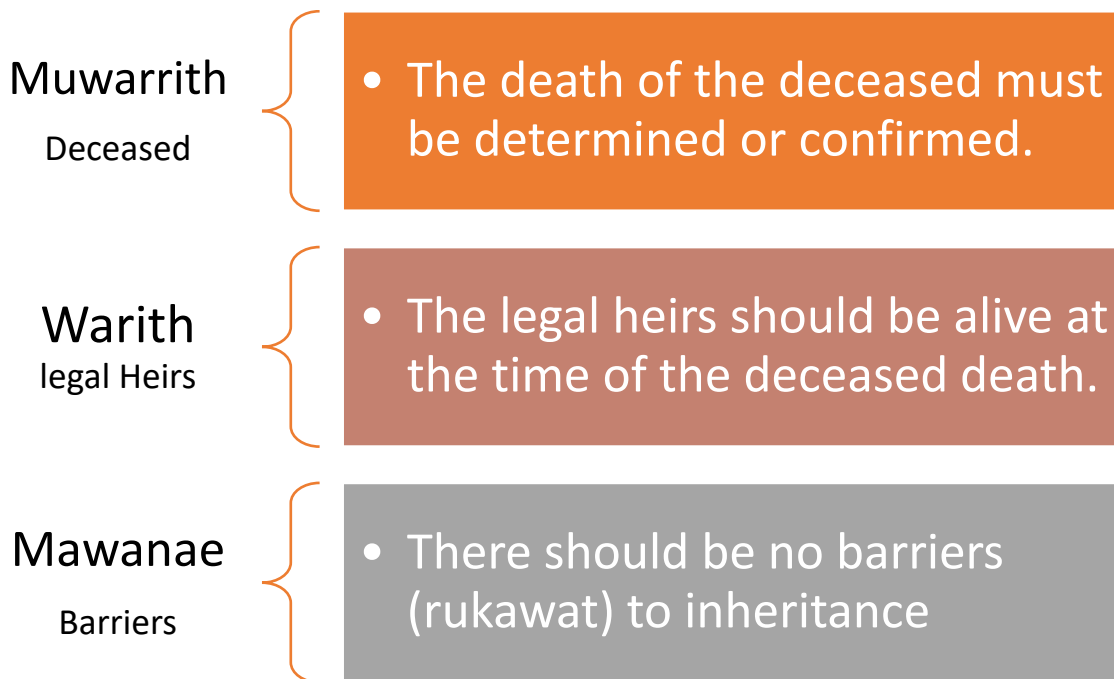 Muwarrith
Deceased
• The death of the deceased must
be determined or confirmed.
Warith
legal Heirs
• The legal heirs should be alive at
the time of the deceased death.
Mawanae
Barriers
• There should be no barriers
(rukawat) to inheritance